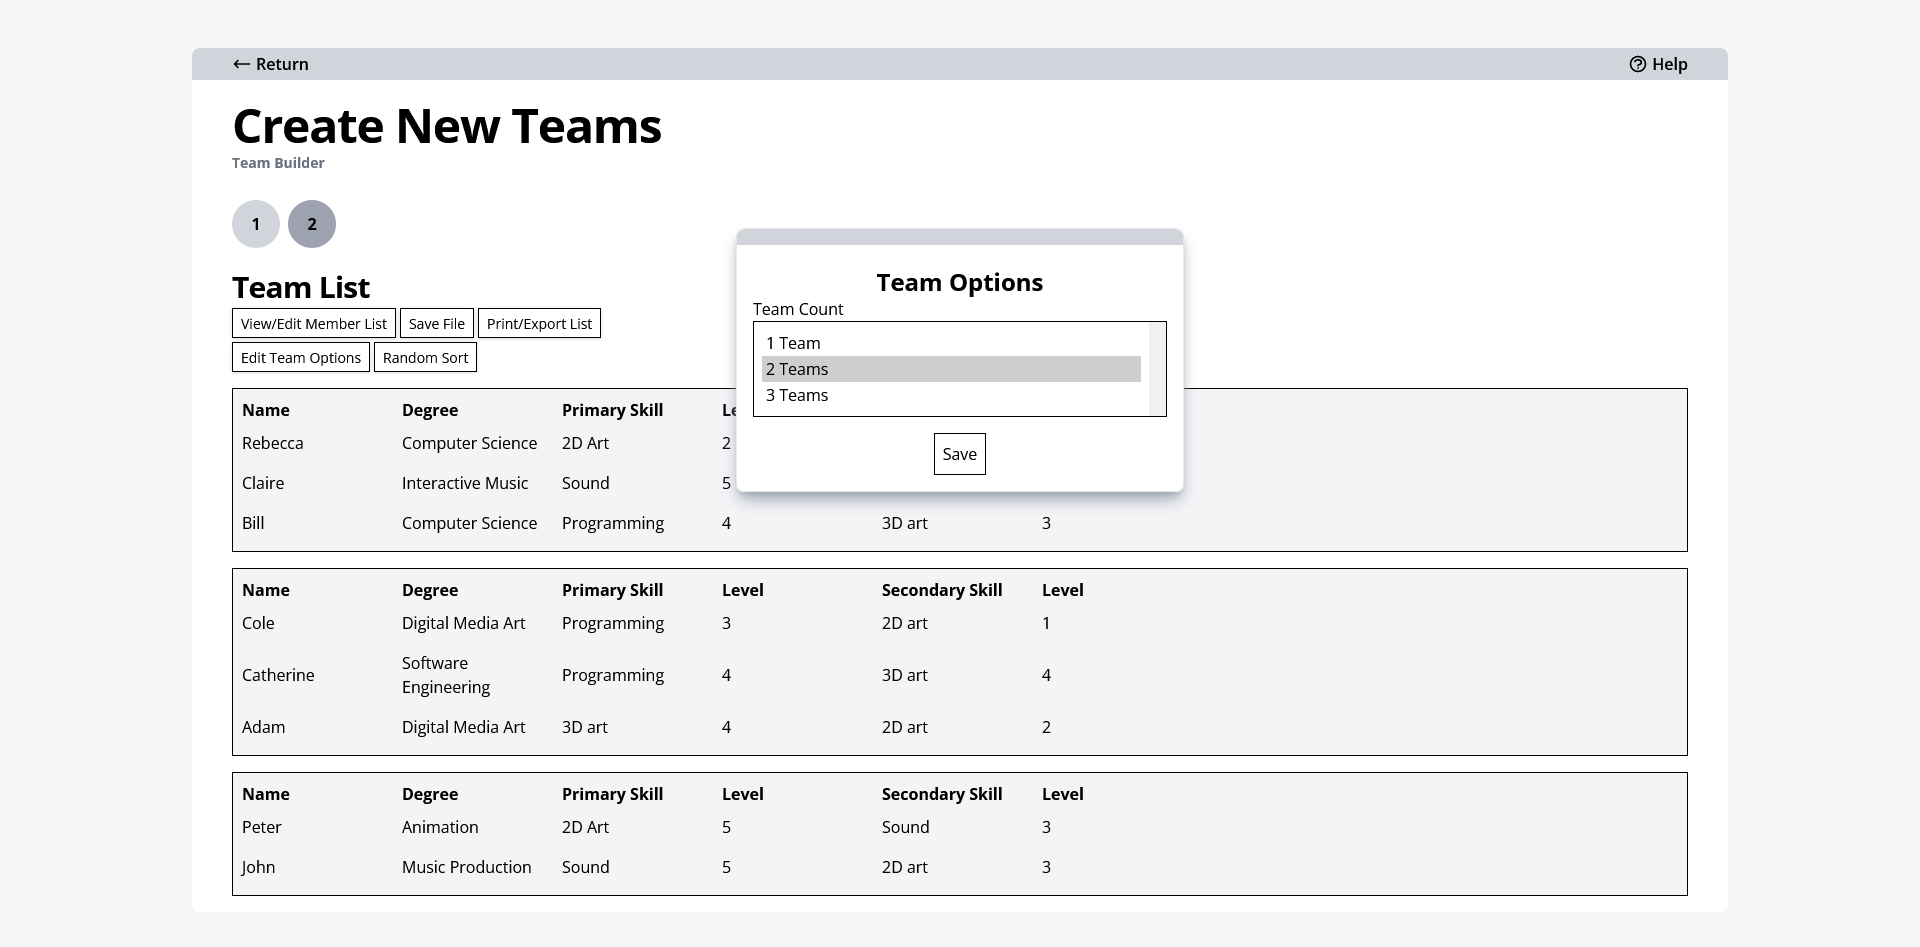 Return
Help
Create New Teams
Team Builder
1 2
Team List
View/Edit Member List Save File Print/Export List
Edit Team Options Random Sort
Team Options
Team Count
1 Team
2 Teams
3 Teams
Save
Name Degree Primary Skill
Rebecca Computer Science 2D Art 2
Claire Interactive Music Sound 5
Bill Computer Science Programming 4 3D art 3
Name Degree Primary Skill Level Secondary Skill Level
Cole Digital Media Art Programming 3 2D art 1
Catherine Software Engineering Programming 4 3D art 4
Adam Digital Media Art 3D art 4 2D art 2
Name Degree Primary Skill Level Secondary Skill Level
Peter Animation 2D Art 5 Sound 3
John Music Production Sound 5 2D art 3